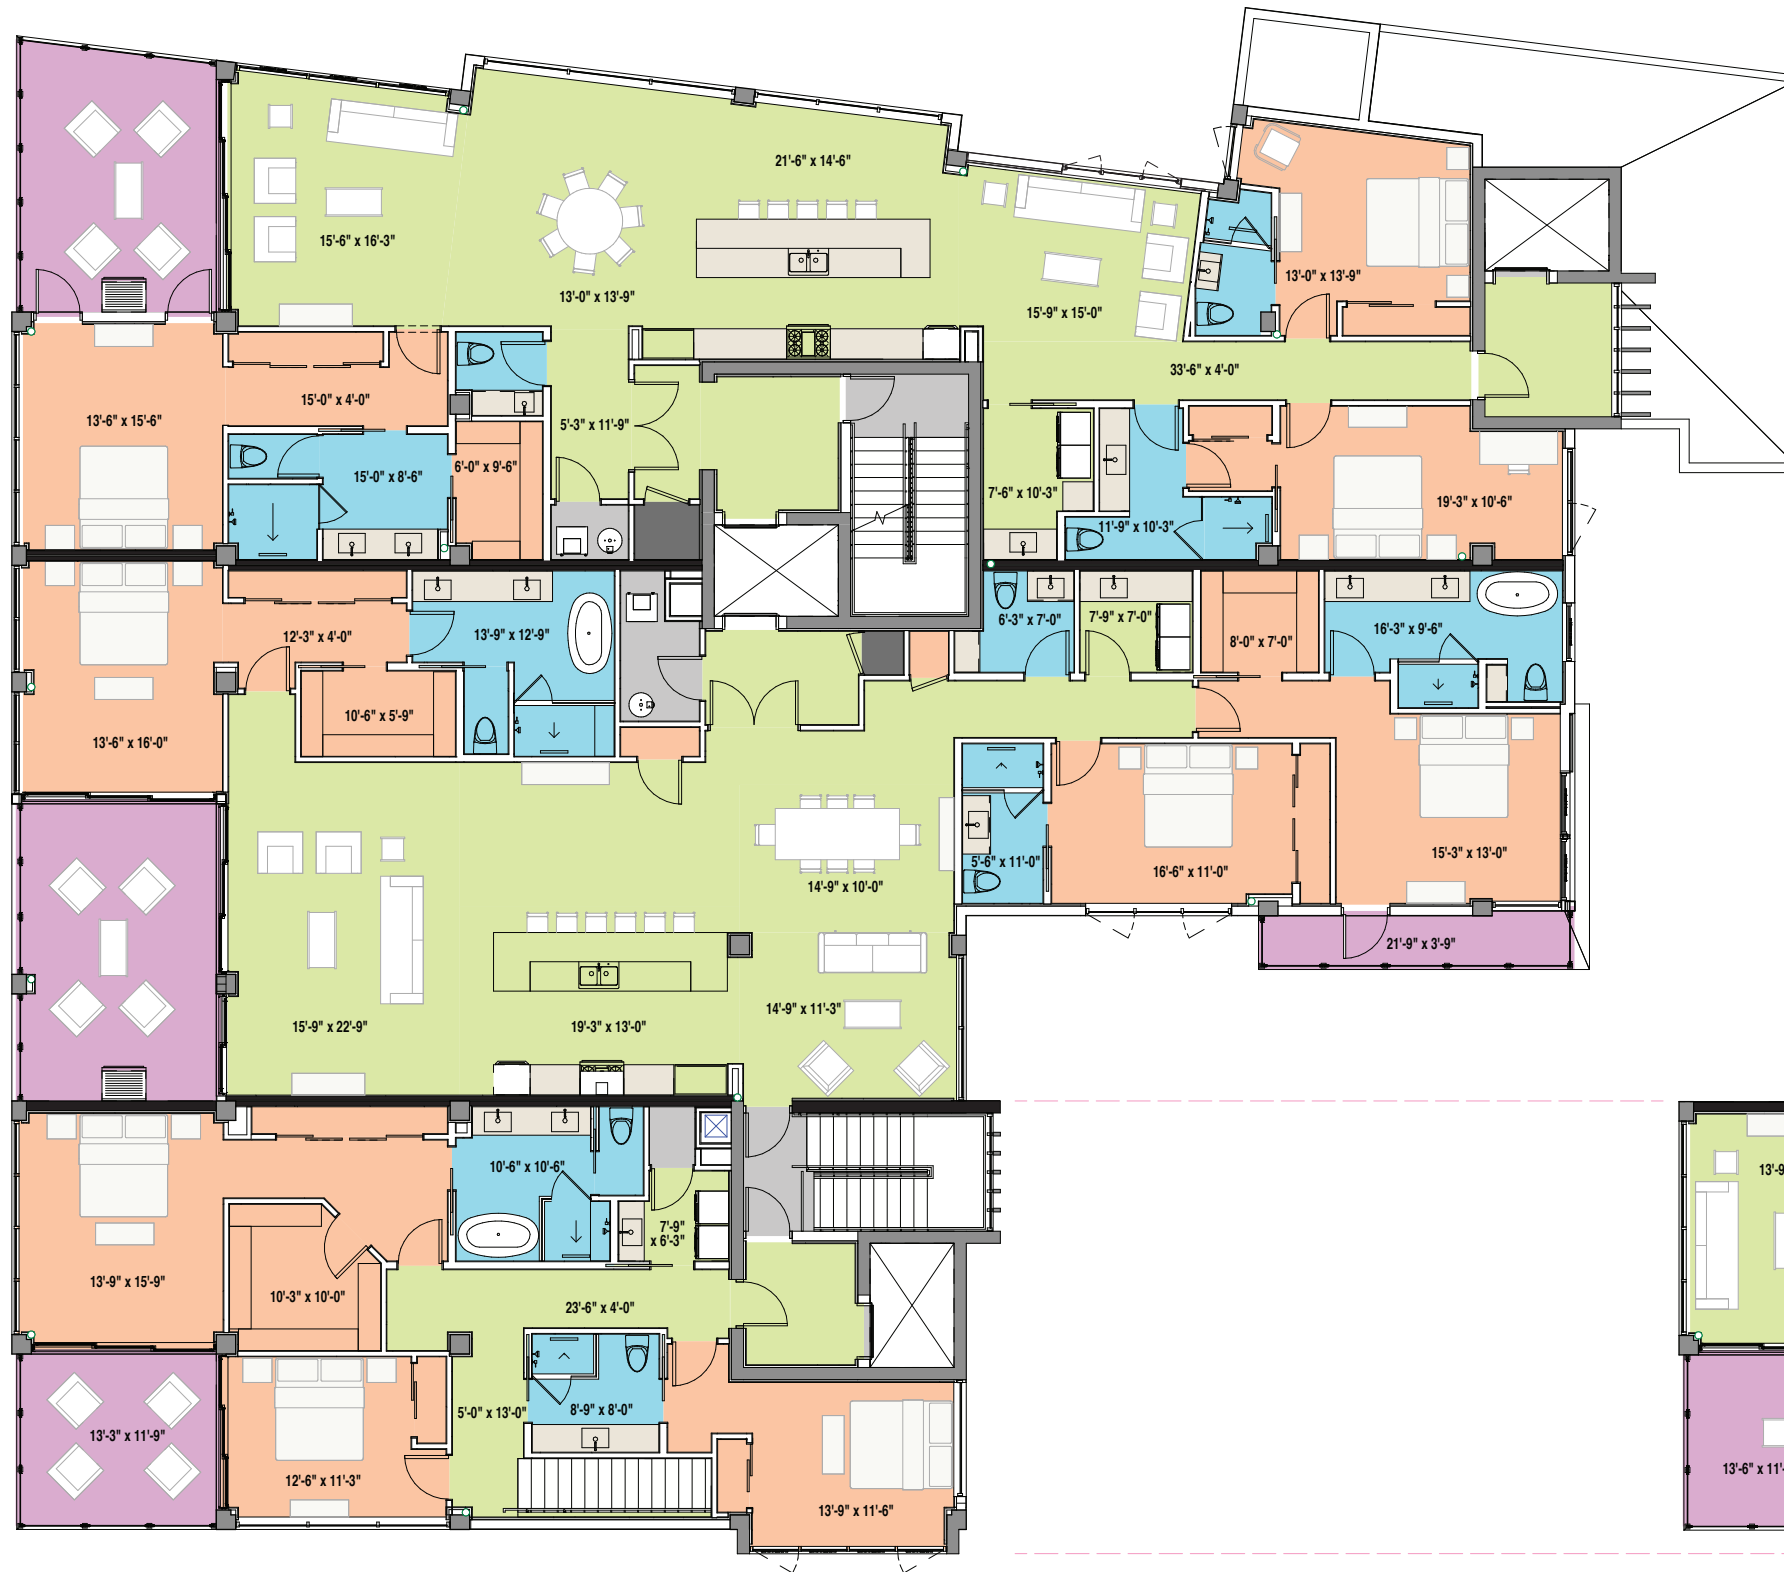 21'-6" x 14'-6"
15'-6" x 16'-3"
13'-0" x 13'-9"
13'-0" x 13'-9"
15'-9" x 15'-0"
33'-6" x 4'-0"
15'-0" x 4'-0"
13'-6" x 15'-6"
5'-3" x 11'-9"
6'-0" x 9'-6"
15'-0" x 8'-6"
7'-6" x 10'-3"
19'-3" x 10'-6"
11'-9" x 10'-3"
6'-3" x 7'-0"
7'-9" x 7'-0"
16'-3" x 9'-6"
12'-3" x 4'-0"
13'-9" x 12'-9"
8'-0" x 7'-0"
10'-6" x 5'-9"
13'-6" x 16'-0"
15'-3" x 13'-0"
5'-6" x 11'-0"
16'-6" x 11'-0"
14'-9" x 10'-0"
21'-9" x 3'-9"
14'-9" x 11'-3"
15'-9" x 22'-9"
19'-3" x 13'-0"
10'-6" x 10'-6"
13'-9
7'-9"
x 6'-3"
13'-9" x 15'-9"
10'-3" x 10'-0"
23'-6" x 4'-0"
5'-0" x 13'-0"
8'-9" x 8'-0"
13'-3" x 11'-9"
13'-6" x 11'-
12'-6" x 11'-3"
13'-9" x 11'-6"